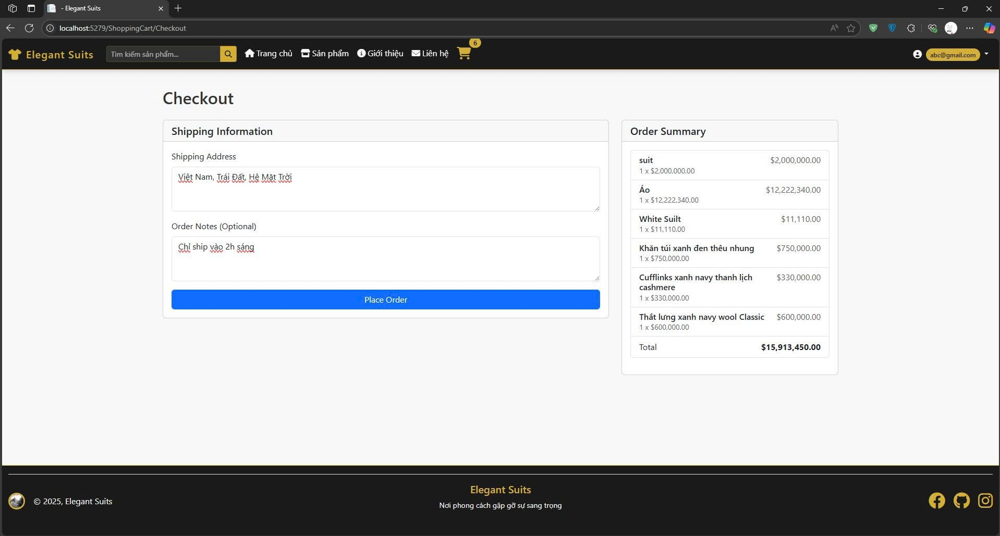 - Elegant Suits
localhost:5279/ShoppingCart/Checkout
Elegant Suits
Tìm kiếm sản phẩm...
Trang chủ
Sản phẩm
Giới thiệu
Liên hệ
6
abc@gmail.com
Checkout
Shipping Information
Shipping Address
Việt Nam, Trái Đất, Hệ Mặt Trời
Order Notes (Optional)
Chỉ ship vào 2h sáng
Place Order
Order Summary
suit $2,000,000.00
1 x $2,000,000.00
Áo $12,222,340.00
1 x $12,222,340.00
White Suilt $11,110.00
1 x $11,110.00
Khăn túi xanh đen thêu nhung $750,000.00
1 x $750,000.00
Cufflinks xanh navy thanh lịch $330,000.00
cashmere
1 x $330,000.00
Thắt lưng xanh navy wool Classic $600,000.00
1 x $600,000.00
Total $15,913,450.00
© 2025, Elegant Suits
Elegant Suits
Nơi phong cách gặp gỡ sự sang trọng